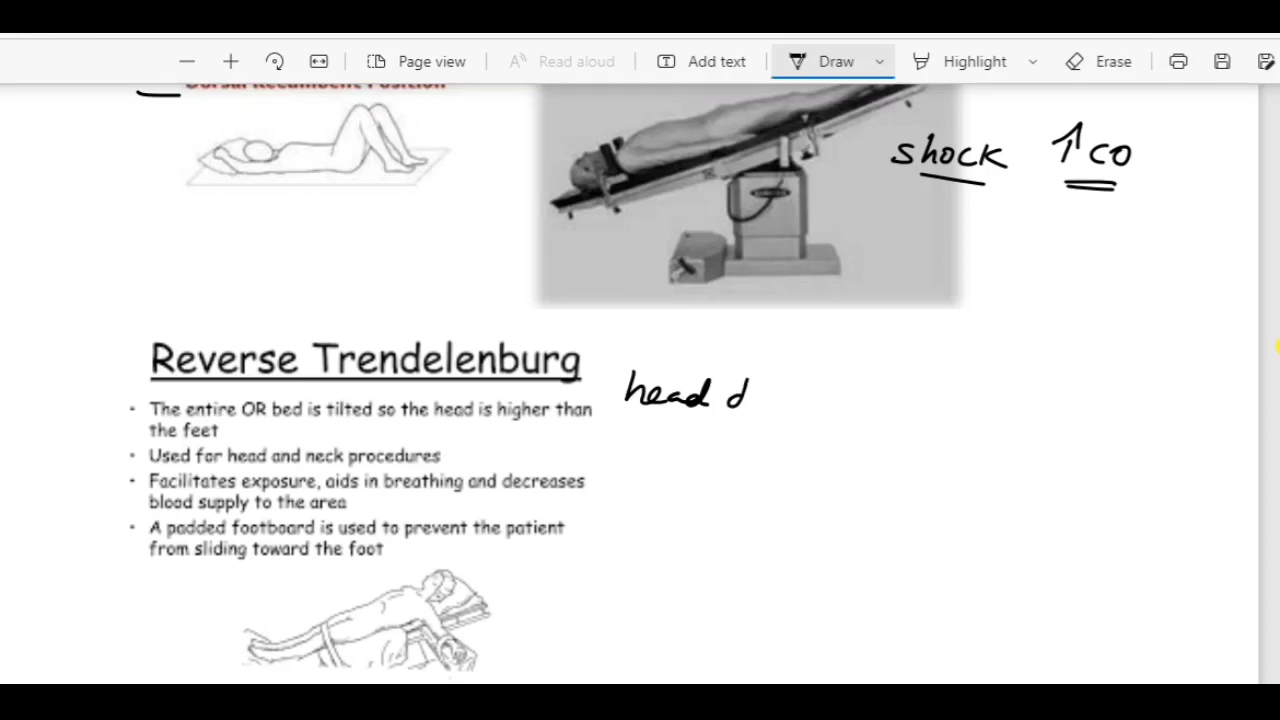 Page view
Read aloud
Add text
Draw
Highlight
Erase
Dorsal Recumbent Position
shock ↑ CO
Reverse Trendelenburg
head d
• The entire OR bed is tilted so the head is higher than
the feet
• Used for head and neck procedures
• Facilitates exposure, aids in breathing and decreases
blood supply to the area
• A padded footboard is used to prevent the patient
from sliding toward the foot